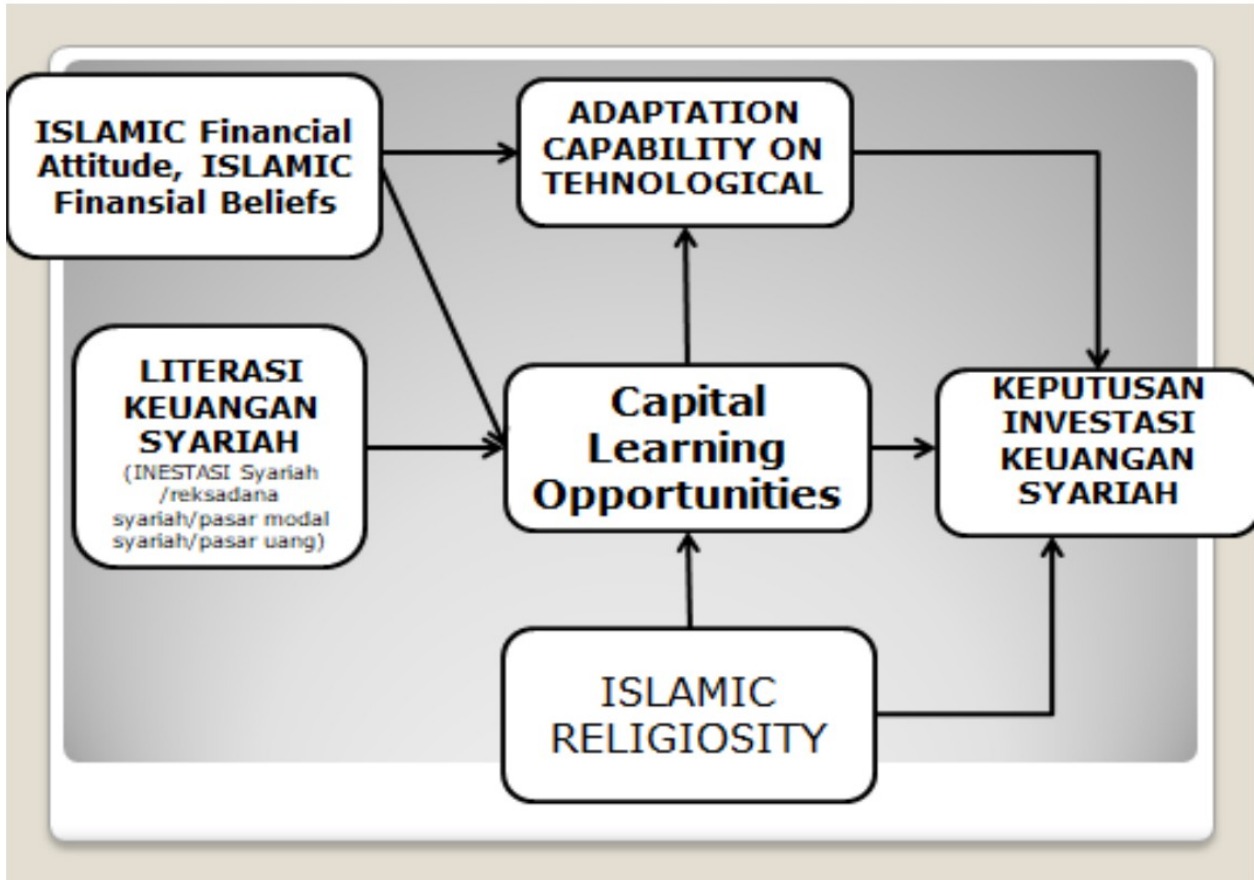 ISLAMIC Financial
Attitude, ISLAMIC
Finansial Beliefs
ADAPTATION
CAPABILITY ON
TEHNOLOGICAL
LITERASI
KEUANGAN
SYARIAH
(INESTASI Syariah
/reksadana
syariah/pasar modal
syariah/pasar uang)
Capital
Learning
Opportunities
KEPUTUSAN
INVESTASI
KEUANGAN
SYARIAH
ISLAMIC
RELIGIOSITY